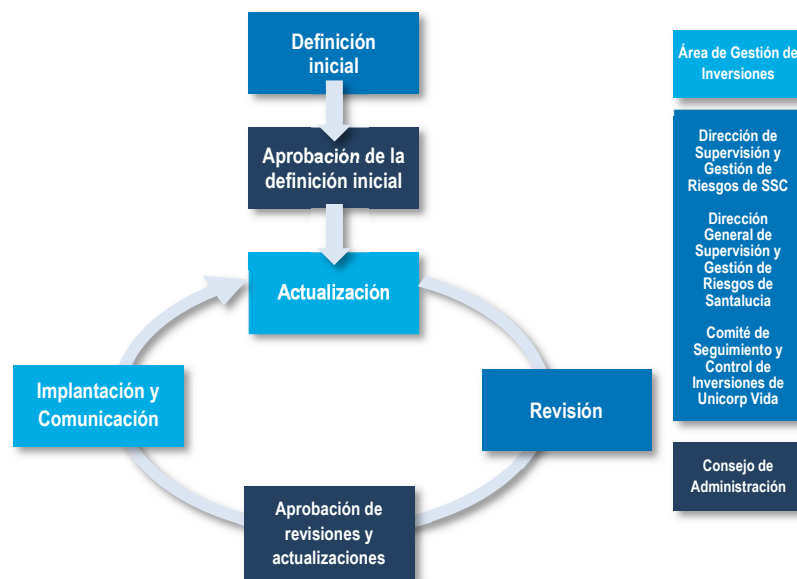 Definición
inicial
Aprobación de la
definición inicial
Actualización
Implantación y
Comunicación
Revisión
Aprobación de
revisiones y
actualizaciones
Área de Gestión de
Inversiones
Dirección de
Supervisión y
Gestión de
Riesgos de SSC
Dirección
General de
Supervisión y
Gestión de
Riesgos de
Santalucia
Comité de
Seguimiento y
Control de
Inversiones de
Unicorp Vida
Consejo de
Administración